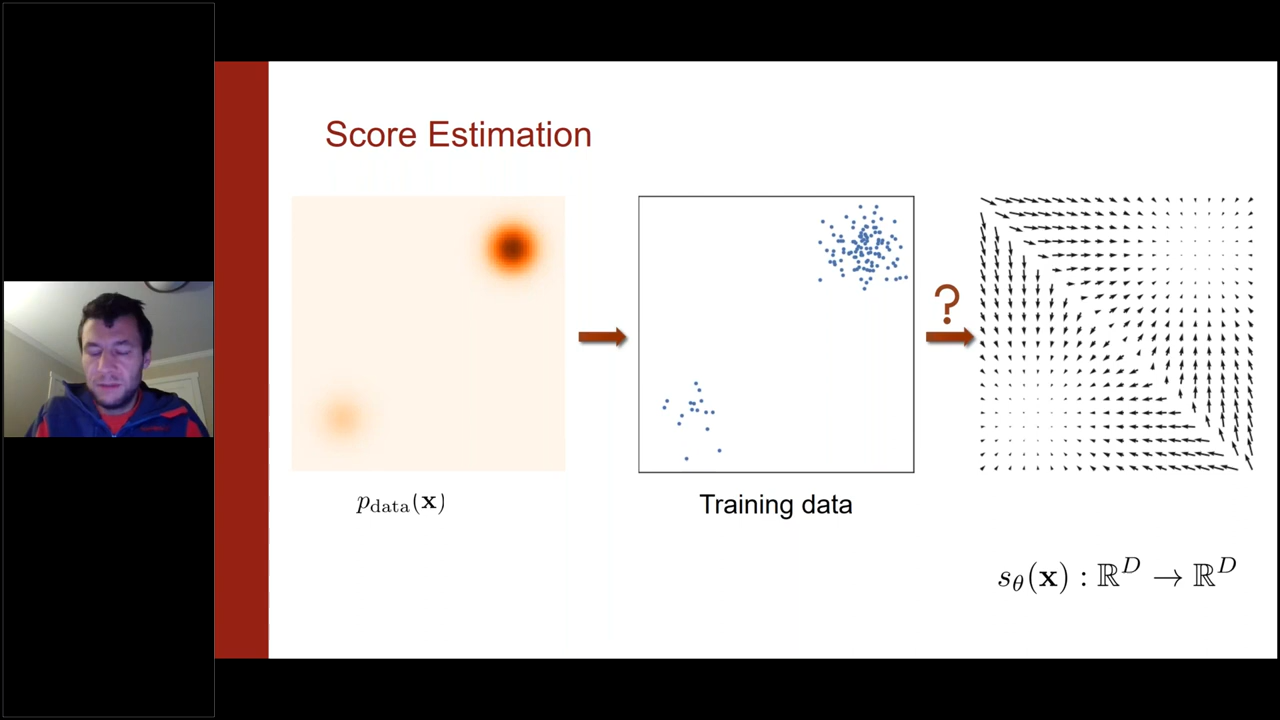 Score Estimation
?
p_data(x)
Training data
s_θ(x) : ℝ^D → ℝ^D